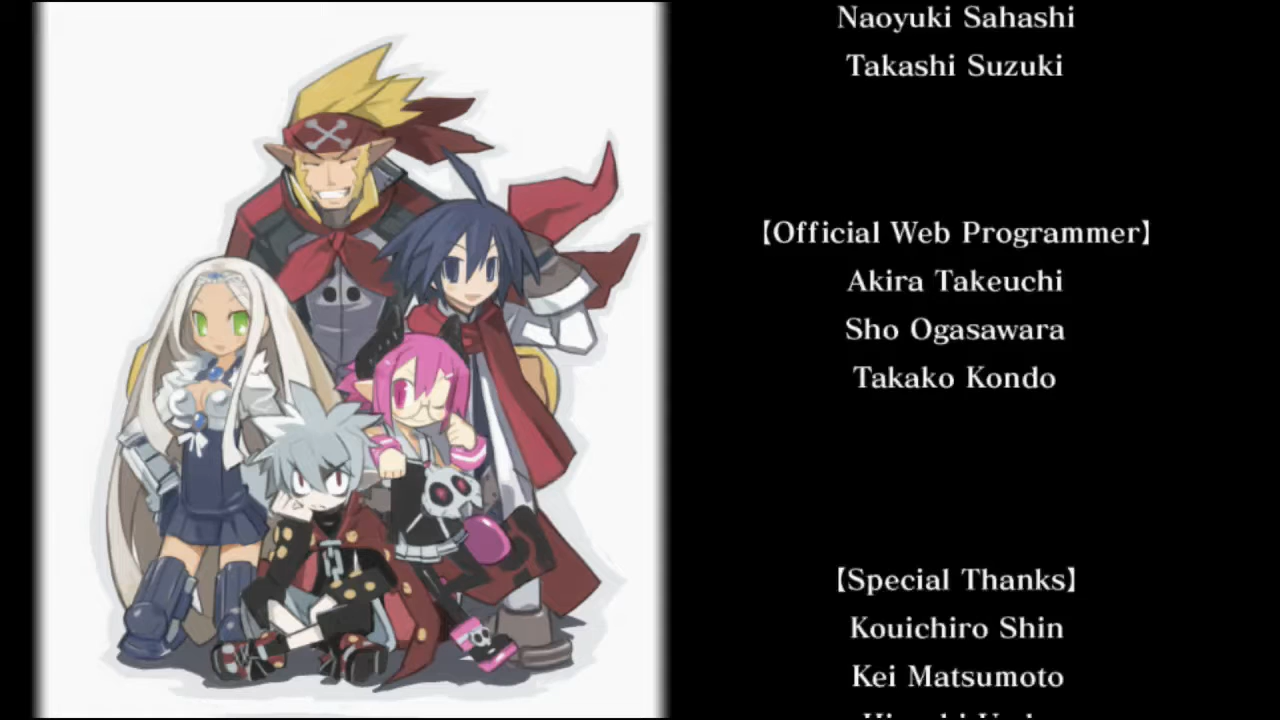 Naoyuki Sahashi
Takashi Suzuki
【Official Web Programmer】
Akira Takeuchi
Sho Ogasawara
Takako Kondo
【Special Thanks】
Kouichiro Shin
Kei Matsumoto